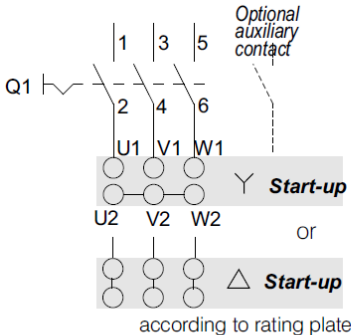 Optional
auxiliary
contact
1 3 5
Q1
2 4 6
U1 V1 W1
Start-up
U2 V2 W2
or
Start-up
according to rating plate